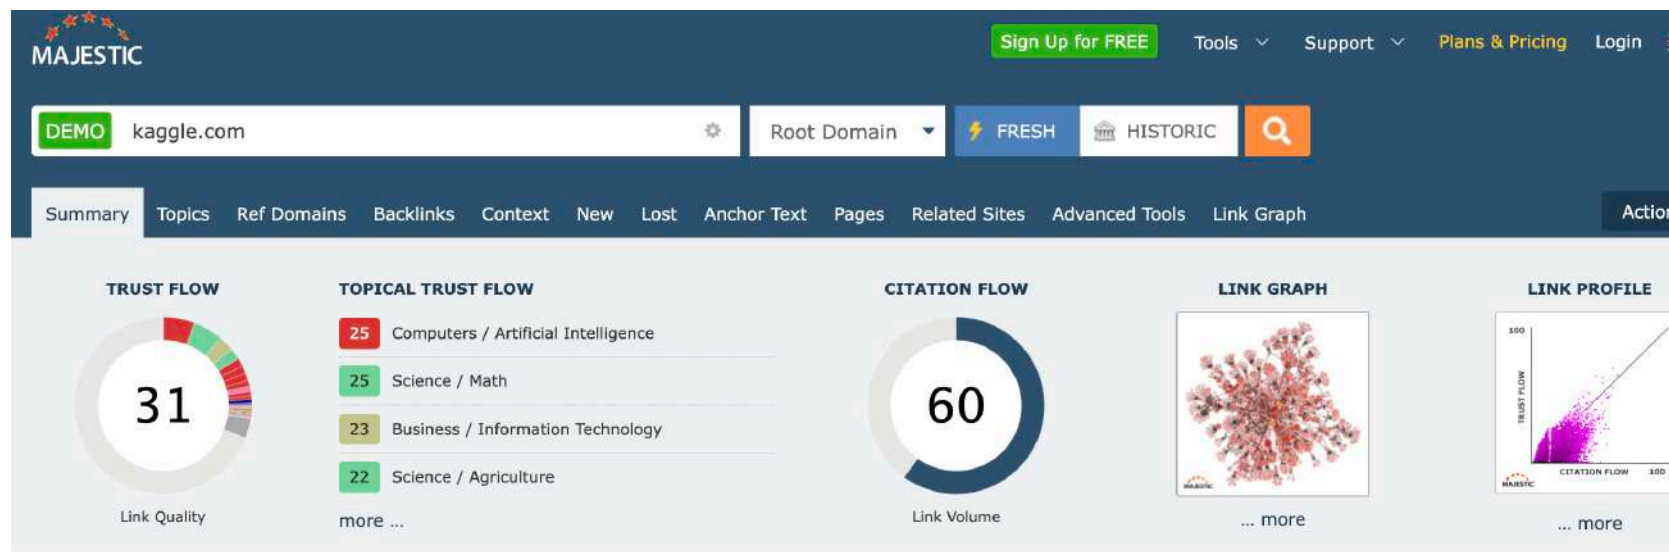 MAJESTIC
Sign Up for FREE Tools Support Plans & Pricing Login
DEMO kaggle.com Root Domain FRESH HISTORIC
Summary Topics Ref Domains Backlinks Context New Lost Anchor Text Pages Related Sites Advanced Tools Link Graph Action
TRUST FLOW
31
Link Quality
TOPICAL TRUST FLOW
25 Computers / Artificial Intelligence
25 Science / Math
23 Business / Information Technology
22 Science / Agriculture
more ...
CITATION FLOW
60
Link Volume
LINK GRAPH
MAJESTIC
... more
LINK PROFILE
100
TRUST FLOW
CITATION FLOW 100
MAJESTIC
... more